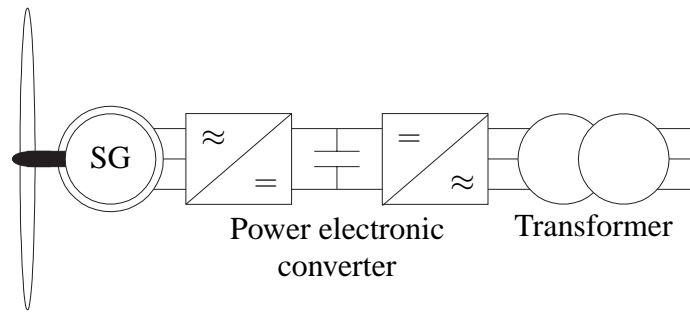 SG
≈
=
=
≈
Power electronic
converter
Transformer